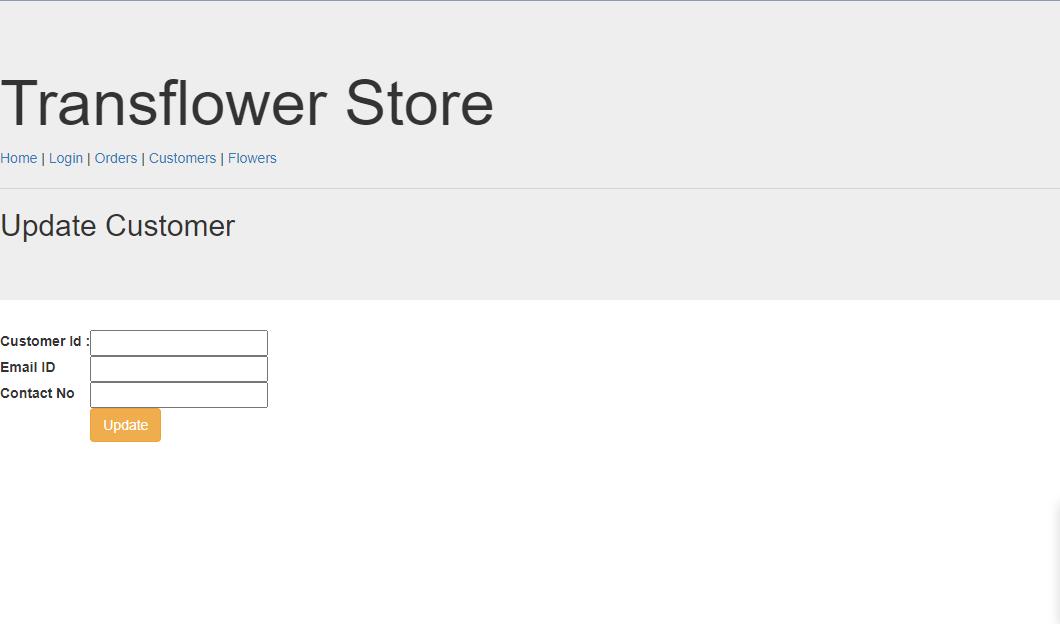 Transflower Store
Home | Login | Orders | Customers | Flowers
Update Customer
Customer Id :
Email ID
Contact No
Update